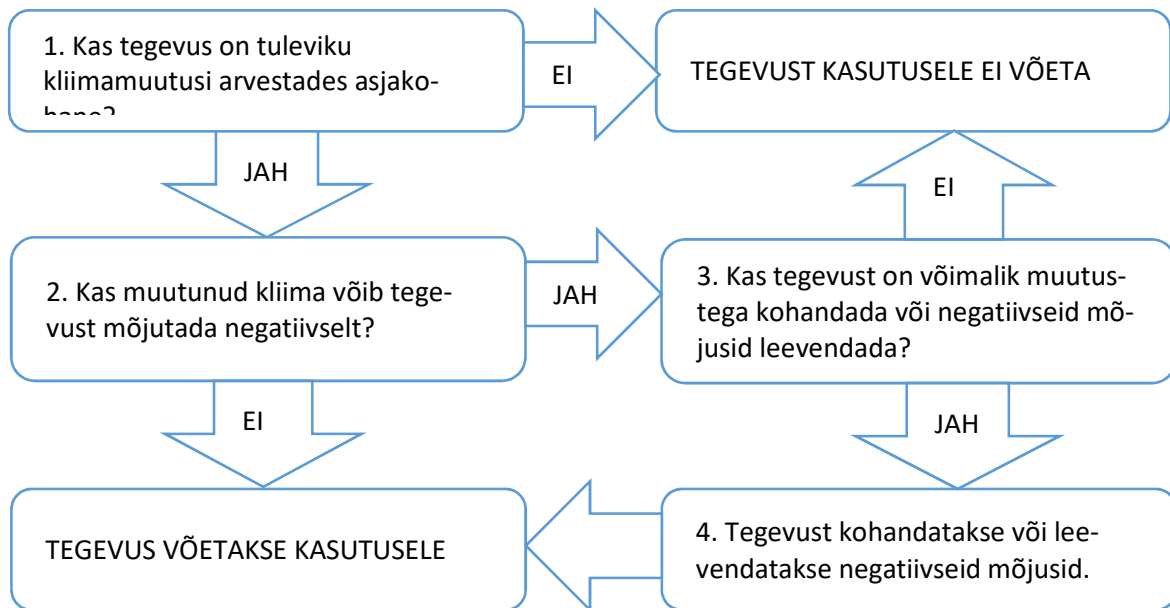 1. Kas tegevus on tuleviku
kliimamuutusi arvestades asjako-
EI
TEGEVUST KASUTUSELE EI VÕETA
JAH
EI
2. Kas muutunud kliima võib tege-
vust mõjutada negatiivselt?
JAH
3. Kas tegevust on võimalik muutus-
tega kohandada või negatiivseid mõ-
jusid leevendada?
EI
JAH
TEGEVUS VÕETAKSE KASUTUSELE
4. Tegevust kohandatakse või lee-
vendatakse negatiivseid mõjusid.